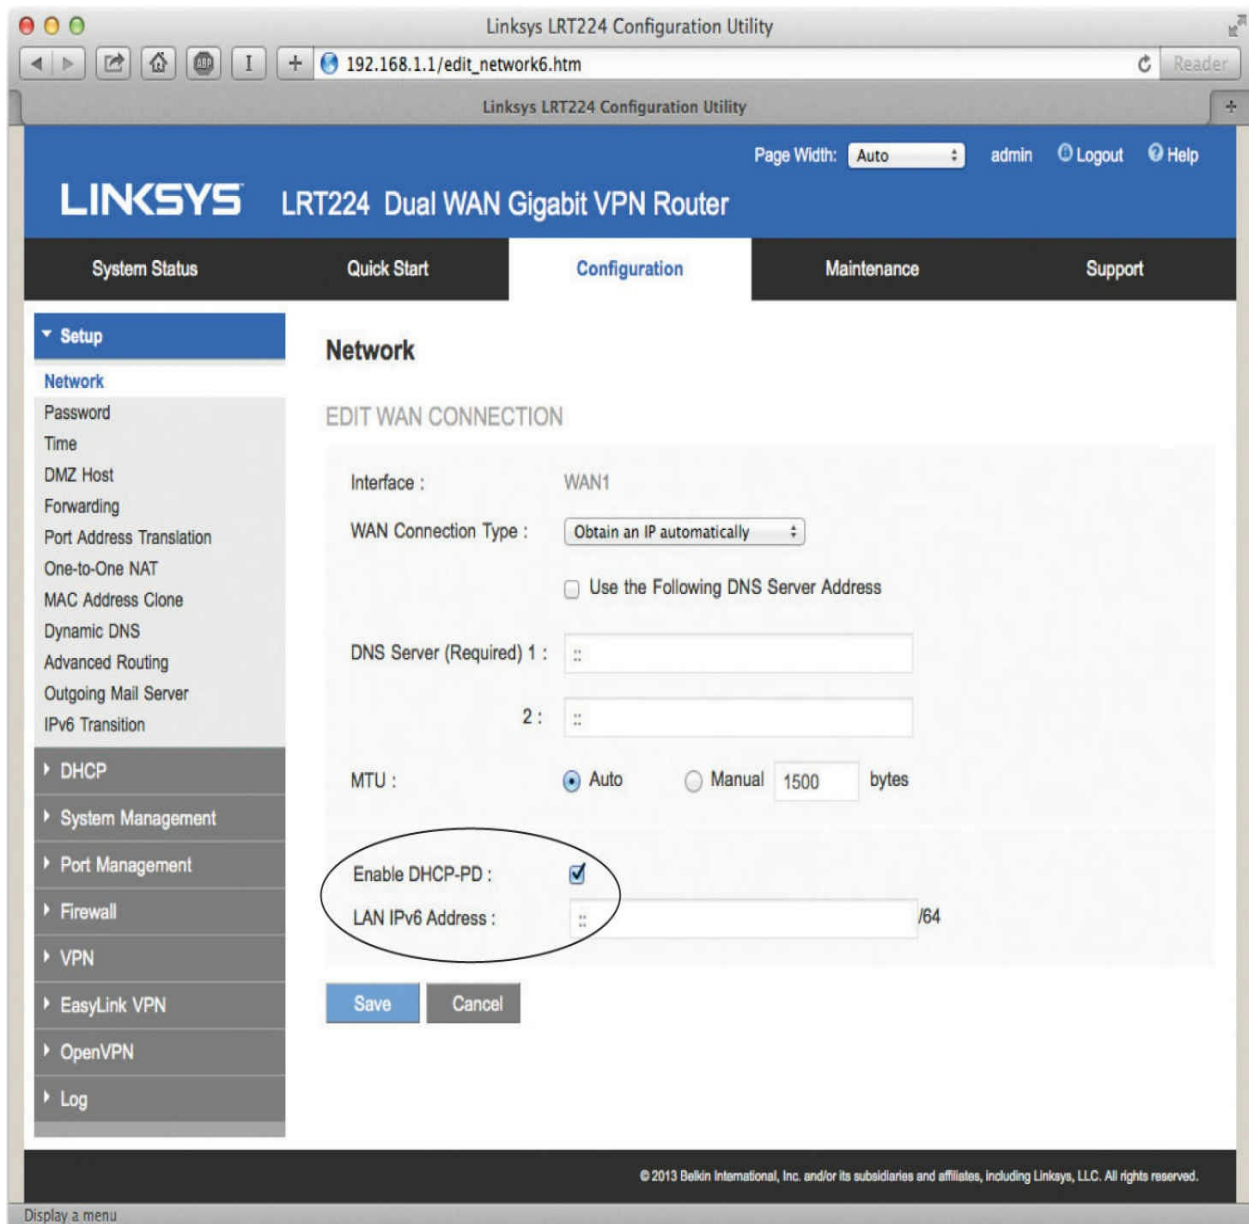 Linksys LRT224 Configuration Utility
ABP I + 192.168.1.1/edit_network6.htm Reader
Linksys LRT224 Configuration Utility +
Page Width: Auto admin Logout ? Help
LINKSYS LRT224 Dual WAN Gigabit VPN Router
System Status Quick Start Configuration Maintenance Support
Setup
Network
Password
Time
DMZ Host
Forwarding
Port Address Translation
One-to-One NAT
MAC Address Clone
Dynamic DNS
Advanced Routing
Outgoing Mail Server
IPv6 Transition
DHCP
System Management
Port Management
Firewall
VPN
EasyLink VPN
OpenVPN
Log
Network
EDIT WAN CONNECTION
Interface : WAN1
WAN Connection Type : Obtain an IP automatically
Use the Following DNS Server Address
DNS Server (Required) 1 : ::
2 : ::
MTU : Auto Manual 1500 bytes
Enable DHCP-PD :
LAN IPv6 Address : :: /64
Save Cancel
© 2013 Belkin International, Inc. and/or its subsidiaries and affiliates, including Linksys, LLC. All rights reserved.
Display a menu